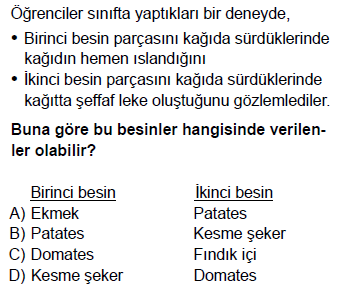 Öğrenciler sınıfta yaptıkları bir deneyde,
• Birinci besin parçasını kağıda sürdüklerinde
kağıdın hemen ıslandığını
• İkinci besin parçasını kağıda sürdüklerinde
kağıtta şeffaf leke oluştuğunu gözlemlediler.
Buna göre bu besinler hangisinde verilen-
ler olabilir?
Birinci besin İkinci besin
A) Ekmek Patates
B) Patates Kesme şeker
C) Domates Fındık içi
D) Kesme şeker Domates